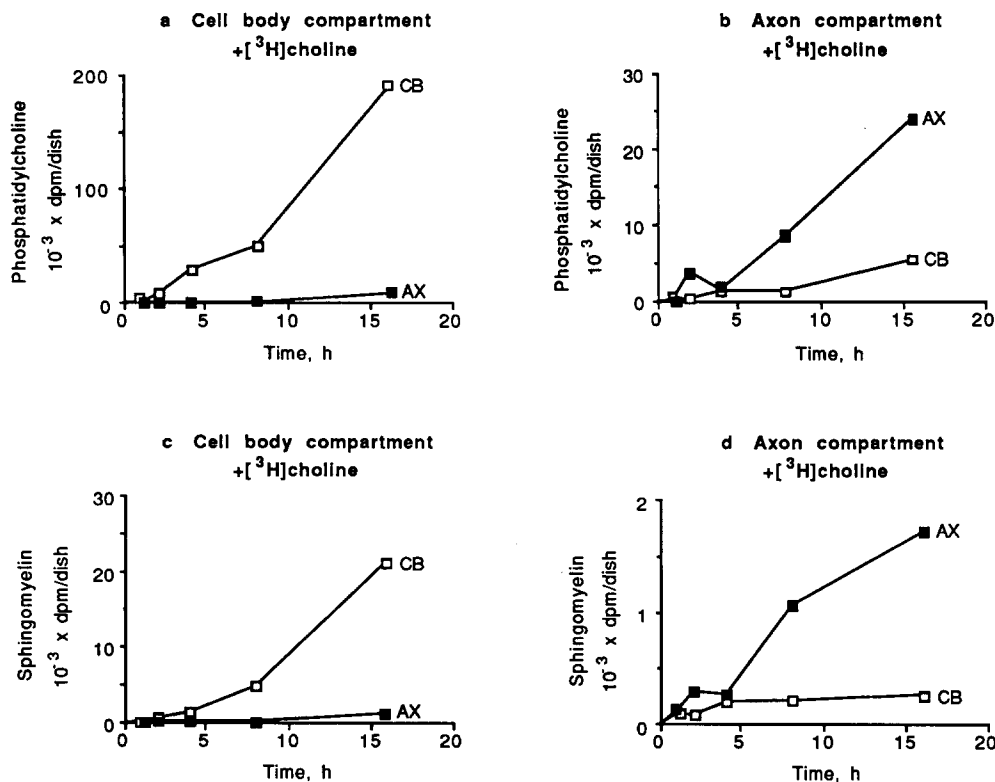 a Cell body compartment
+[³H]choline
Phosphatidylcholine
10⁻³ x dpm/dish
200
100
0
0 5 10 15 20
Time, h
CB
AX
b Axon compartment
+[³H]choline
Phosphatidylcholine
10⁻³ x dpm/dish
30
20
10
0
0 5 10 15 20
Time, h
AX
CB
c Cell body compartment
+[³H]choline
Sphingomyelin
10⁻³ x dpm/dish
30
20
10
0
0 5 10 15 20
Time, h
CB
AX
d Axon compartment
+[³H]choline
Sphingomyelin
10⁻³ x dpm/dish
2
1
0
0 5 10 15 20
Time, h
AX
CB